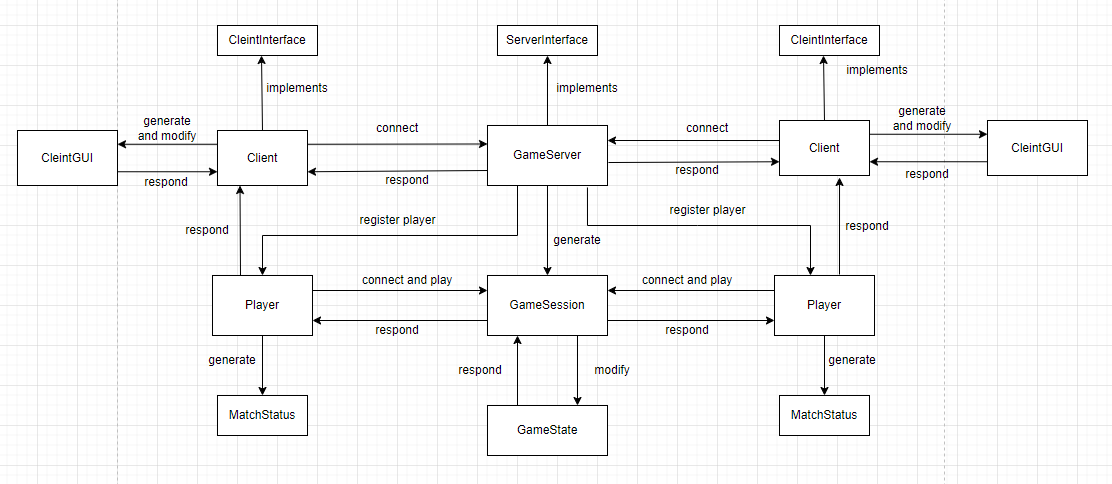 CleintInterface
ServerInterface
CleintInterface
implements
implements
implements
generate
and modify
connect
connect
generate
and modify
CleintGUI
Client
GameServer
Client
CleintGUI
respond
respond
respond
respond
respond
register player
register player
respond
generate
connect and play
connect and play
Player
GameSession
Player
respond
respond
generate
respond
modify
generate
MatchStatus
GameState
MatchStatus